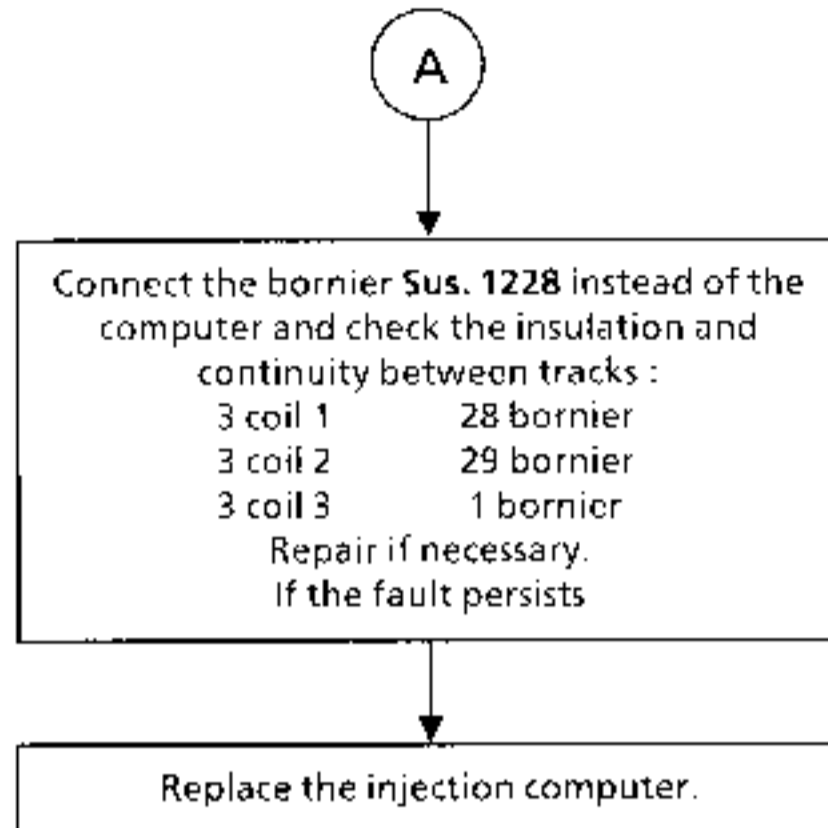 A
Connect the bornier Sus. 1228 instead of the
computer and check the insulation and
continuity between tracks :
3 coil 1 28 bornier
3 coil 2 29 bornier
3 coil 3 1 bornier
Repair if necessary.
If the fault persists
Replace the injection computer.